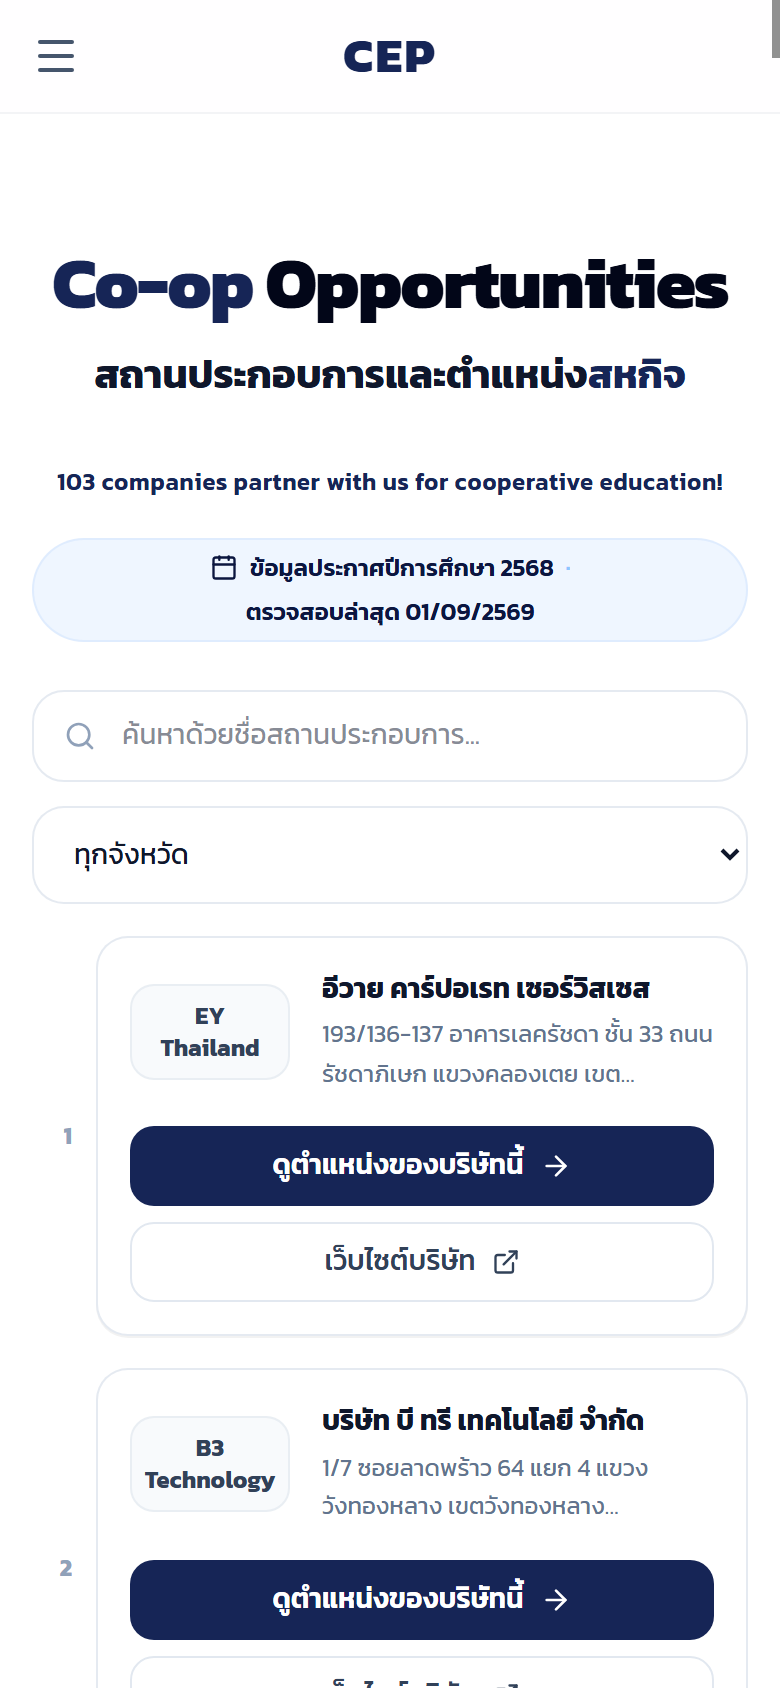 CEP
Co-op Opportunities
สถานประกอบการและตำแหน่งสหกิจ
103 companies partner with us for cooperative education!
ข้อมูลประกาศปีการศึกษา 2568 ·
ตรวจสอบล่าสุด 01/09/2569
ค้นหาด้วยชื่อสถานประกอบการ...
ทุกจังหวัด
1
EY
Thailand
อีวาย คาร์ปอเรท เซอร์วิสเซส
193/136-137 อาคารเลครัชดา ชั้น 33 ถนน
รัชดาภิเษก แขวงคลองเตย เขต...
ดูตำแหน่งของบริษัทนี้
เว็บไซต์บริษัท
2
B3
Technology
บริษัท บี ทรี เทคโนโลยี จำกัด
1/7 ซอยลาดพร้าว 64 แยก 4 แขวง
วังทองหลาง เขตวังทองหลาง...
ดูตำแหน่งของบริษัทนี้